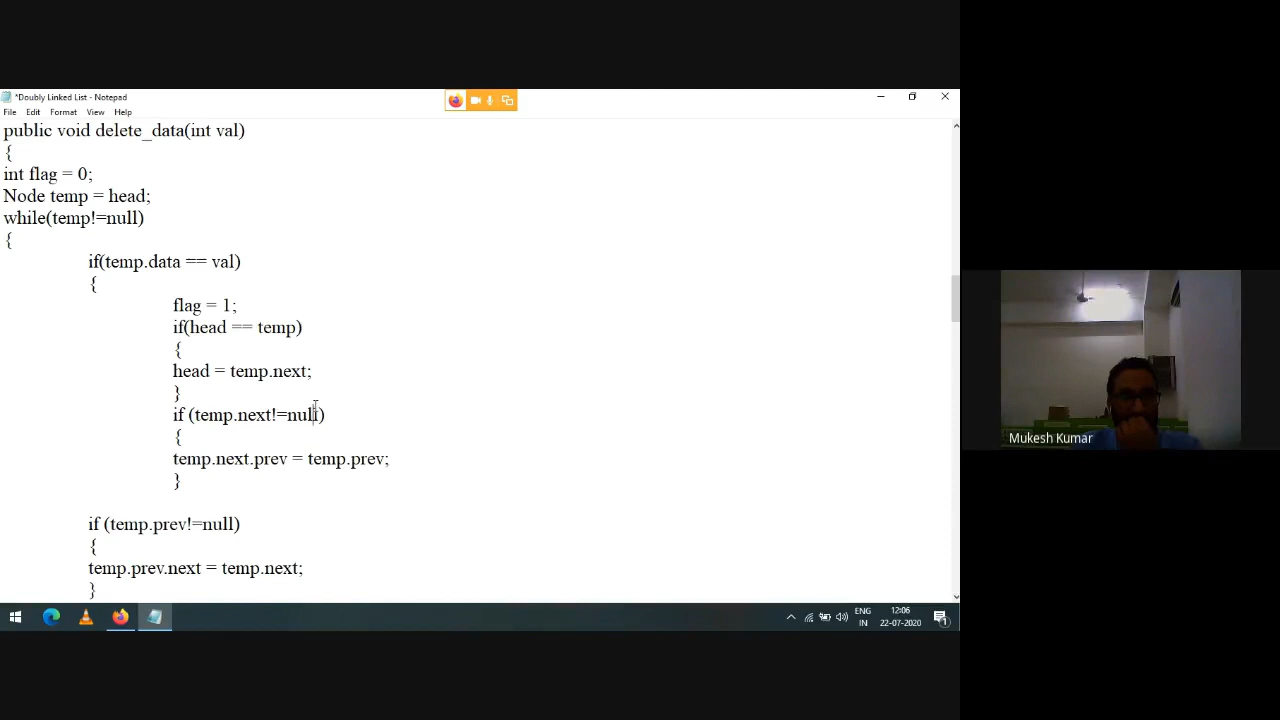 *Doubly Linked List - Notepad
File Edit Format View Help
public void delete_data(int val)
{
int flag = 0;
Node temp = head;
while(temp!=null)
{
if(temp.data == val)
{
flag = 1;
if(head == temp)
{
head = temp.next;
}
if (temp.next!=null)
{
temp.next.prev = temp.prev;
}
if (temp.prev!=null)
{
temp.prev.next = temp.next;
}
Mukesh Kumar
ENG
IN
12:06
22-07-2020
1